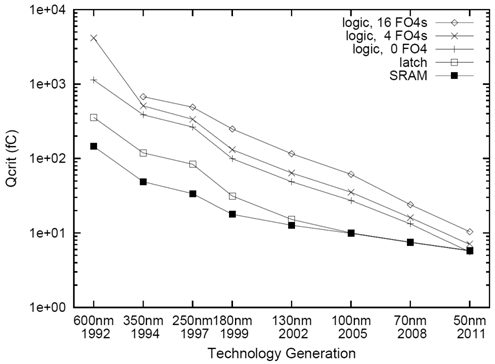 1e+04
1e+03
1e+02
1e+01
1e+00
Qcrit (fC)
logic, 16 FO4s
logic, 4 FO4s
logic, 0 FO4
latch
SRAM
600nm 350nm 250nm 180nm 130nm 100nm 70nm 50nm
1992 1994 1997 1999 2002 2005 2008 2011
Technology Generation